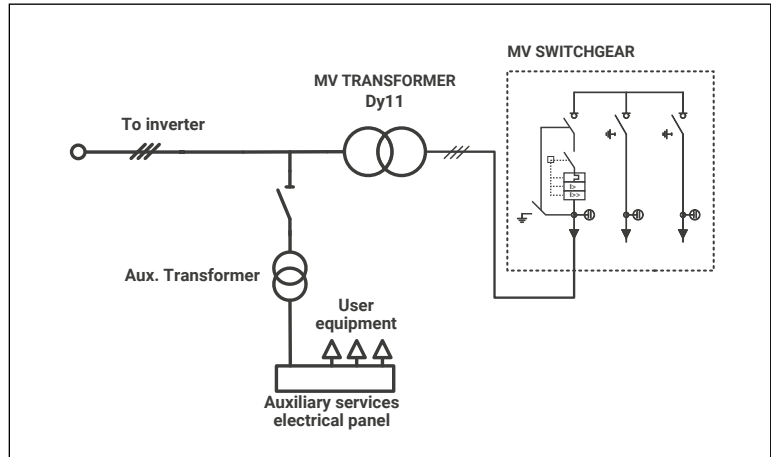 MV SWITCHGEAR
MV TRANSFORMER
Dy11
To inverter
I>
I>>
Aux. Transformer
User
equipment
Auxiliary services
electrical panel